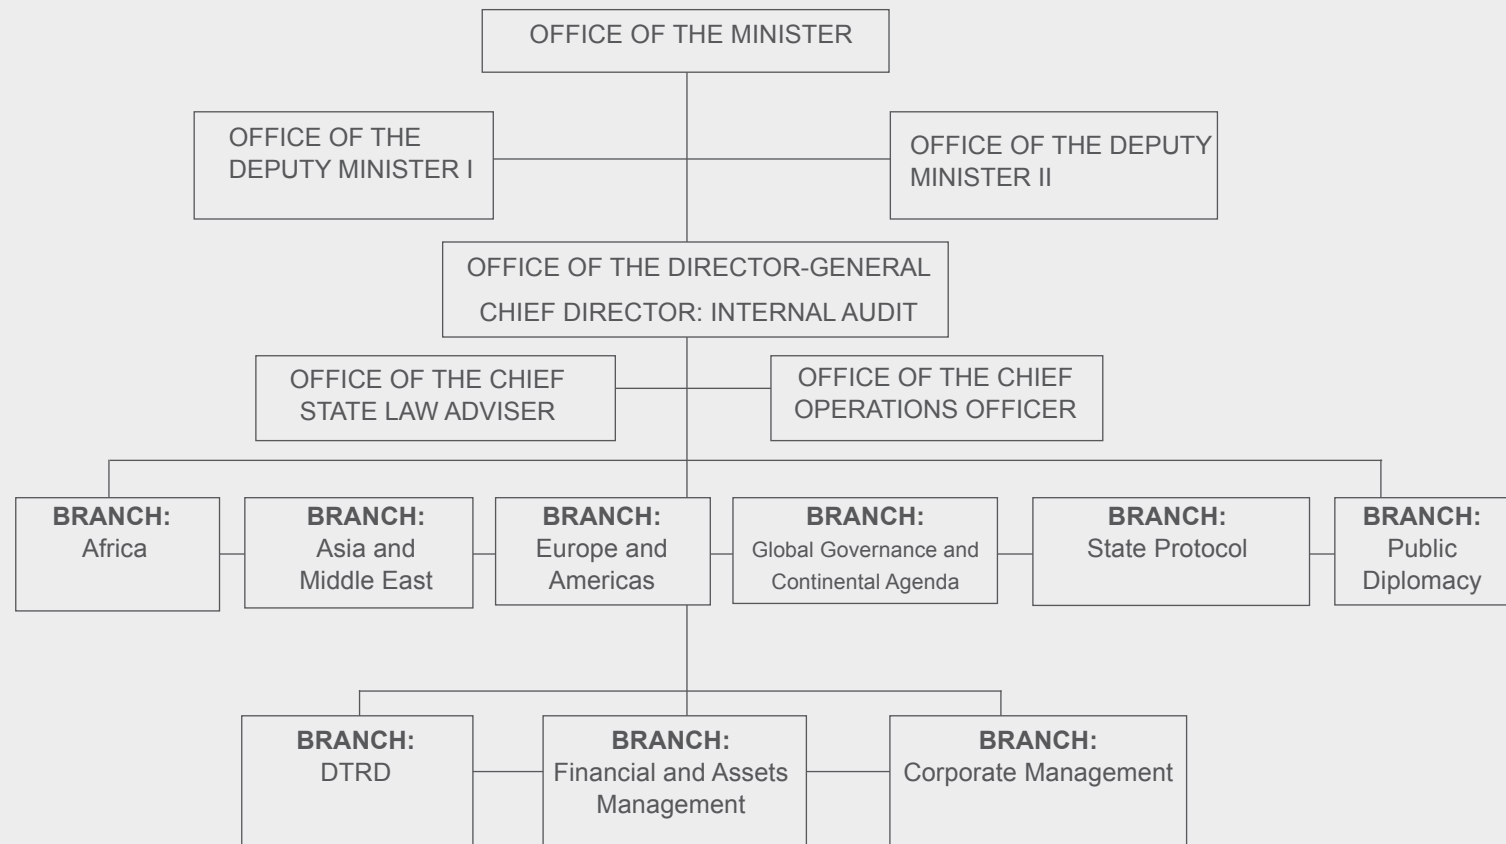 OFFICE OF THE MINISTER
OFFICE OF THE
DEPUTY MINISTER I
OFFICE OF THE DEPUTY
MINISTER II
OFFICE OF THE DIRECTOR-GENERAL
CHIEF DIRECTOR: INTERNAL AUDIT
OFFICE OF THE CHIEF
STATE LAW ADVISER
OFFICE OF THE CHIEF
OPERATIONS OFFICER
BRANCH:
Africa
BRANCH:
Asia and
Middle East
BRANCH:
Europe and
Americas
BRANCH:
Global Governance and
Continental Agenda
BRANCH:
State Protocol
BRANCH:
Public
Diplomacy
BRANCH:
DTRD
BRANCH:
Financial and Assets
Management
BRANCH:
Corporate Management